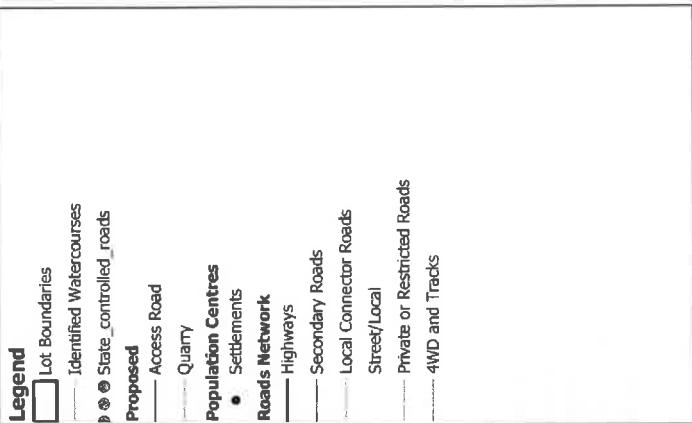 Legend
Lot Boundaries
Identified Watercourses
State_controlled_roads
Proposed
Access Road
Quarry
Population Centres
Settlements
Roads Network
Highways
Secondary Roads
Local Connector Roads
Street/Local
Private or Restricted Roads
4WD and Tracks